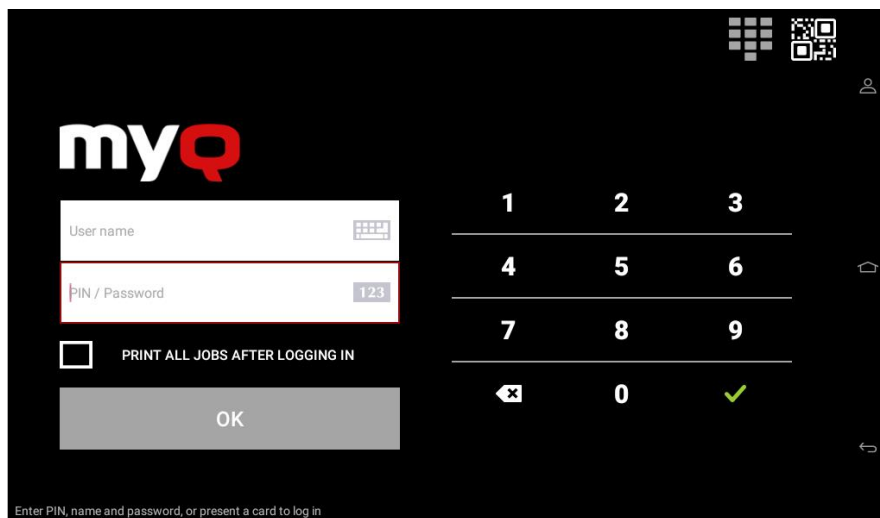 myQ
User name
PIN / Password
123
PRINT ALL JOBS AFTER LOGGING IN
OK
1 2 3
4 5 6
7 8 9
0
Enter PIN, name and password, or present a card to log in